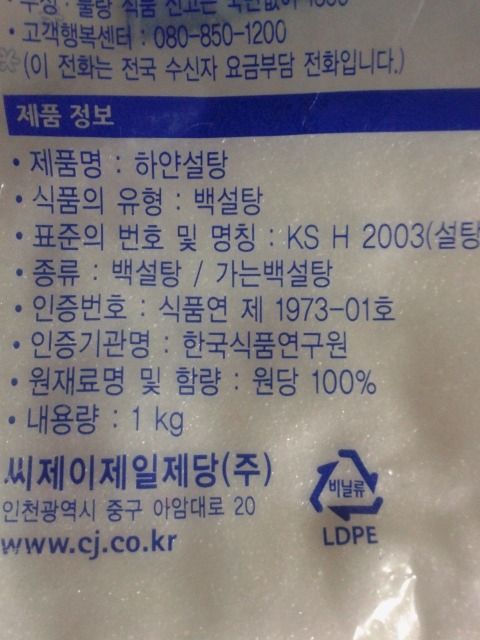 · 고객행복센터 : 080-850-1200
(이 전화는 전국 수신자 요금부담 전화입니다.)
제품 정보
· 제품명 : 하얀설탕
· 식품의 유형 : 백설탕
· 표준의 번호 및 명칭 : KS H 2003(설탕
· 종류 : 백설탕 / 가는백설탕
· 인증번호 : 식품연 제 1973-01호
· 인증기관명 : 한국식품연구원
· 원재료명 및 함량 : 원당 100%
· 내용량 : 1 kg
씨제이제일제당(주)
인천광역시 중구 아암대로 20
www.cj.co.kr
비닐류
LDPE